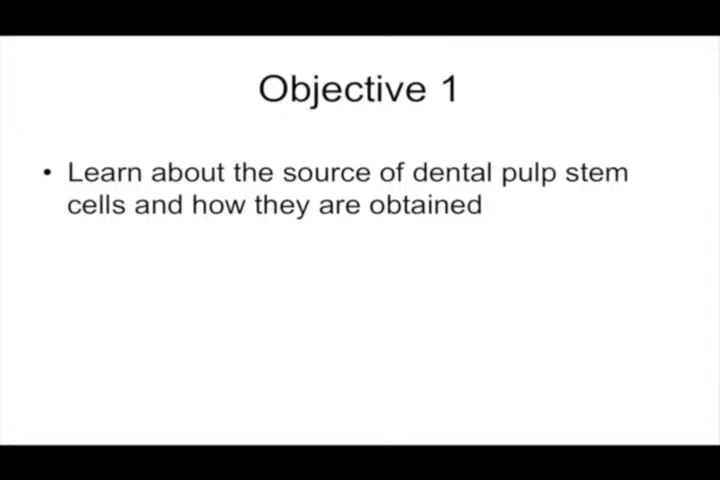 Objective 1
• Learn about the source of dental pulp stem
cells and how they are obtained